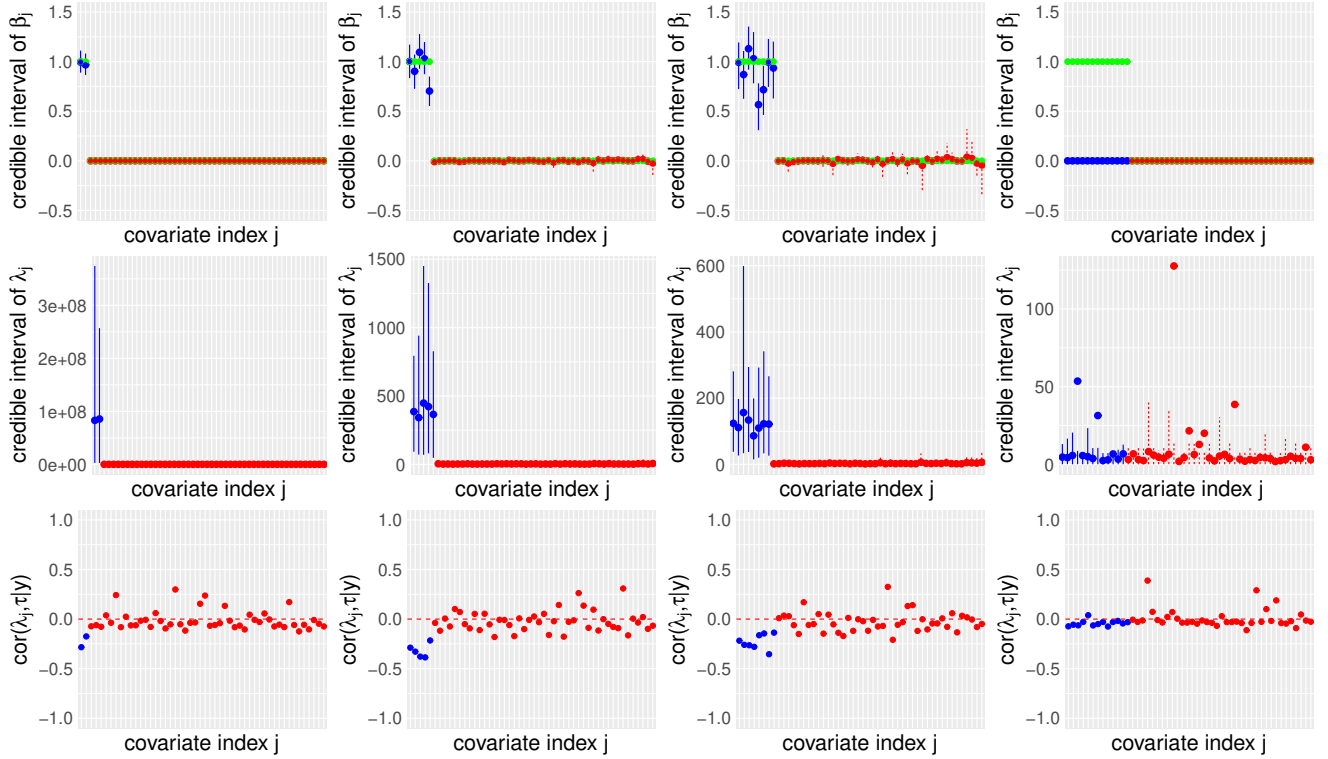 credible interval of βj
1.5
1.0
0.5
0.0
−0.5
covariate index j
credible interval of βj
1.5
1.0
0.5
0.0
−0.5
covariate index j
credible interval of βj
1.5
1.0
0.5
0.0
−0.5
covariate index j
credible interval of βj
1.5
1.0
0.5
0.0
−0.5
covariate index j
credible interval of λj
3e+08
2e+08
1e+08
0e+00
covariate index j
credible interval of λj
1500
1000
500
0
covariate index j
credible interval of λj
600
400
200
0
covariate index j
credible interval of λj
100
50
0
covariate index j
cor(λj,τ|y)
1.0
0.5
0.0
−0.5
−1.0
covariate index j
cor(λj,τ|y)
1.0
0.5
0.0
−0.5
−1.0
covariate index j
cor(λj,τ|y)
1.0
0.5
0.0
−0.5
−1.0
covariate index j
cor(λj,τ|y)
1.0
0.5
0.0
−0.5
−1.0
covariate index j